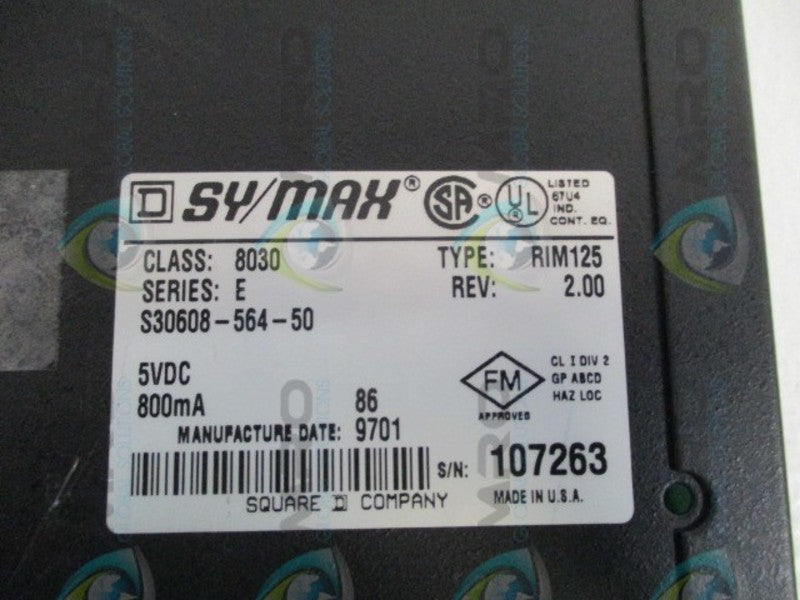 D SY/MAX® SA® UL® LISTED
67U4
IND.
CONT. EQ.
CLASS: 8030 TYPE: RIM125
SERIES: E REV: 2.00
S30608-564-50
5VDC
800mA 86
FM
APPROVED
CL I DIV 2
GP ABCD
HAZ LOC
MANUFACTURE DATE: 9701
S/N: 107263
SQUARE D COMPANY MADE IN U.S.A.